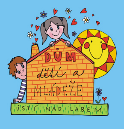 DŮM
DĚTÍ A
MLÁDEŽE
ÚSTÍ NAD LABEM